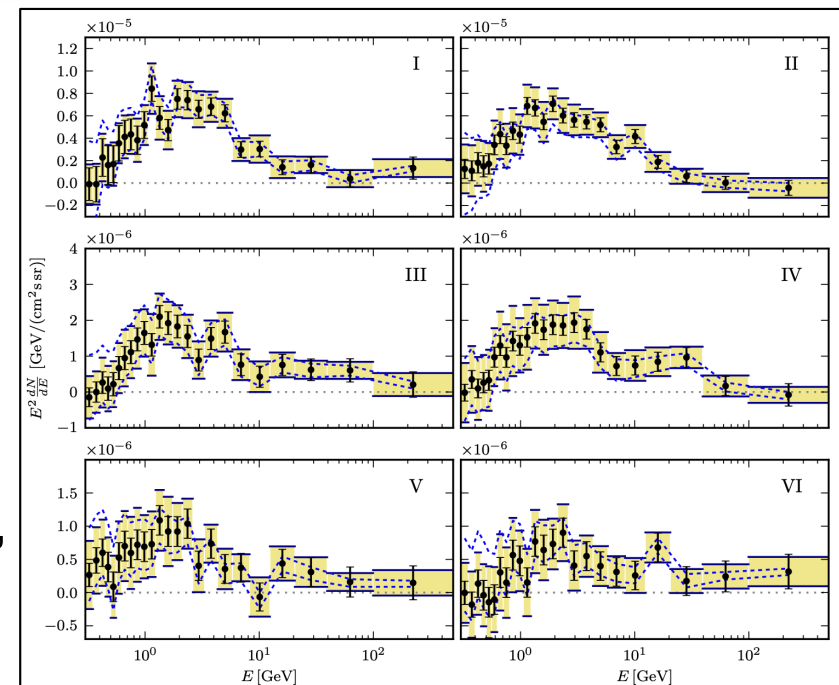 ×10⁻⁵ ×10⁻⁵
1.2
1.0
0.8
0.6
0.4
0.2
0.0
−0.2
I
II
×10⁻⁶ ×10⁻⁶
4
3
2
1
0
−1
III
IV
E² dN/dE [GeV/(cm² s sr)]
×10⁻⁶ ×10⁻⁶
1.5
1.0
0.5
0.0
−0.5
V
VI
10⁰ 10¹ 10² 10⁰ 10¹ 10²
E [GeV] E [GeV]